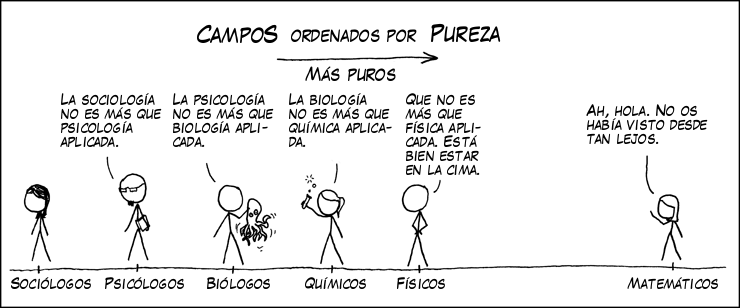 CAMPOS ORDENADOS POR PUREZA
MÁS PUROS
LA SOCIOLOGÍA
NO ES MÁS QUE
PSICOLOGÍA
APLICADA.
LA PSICOLOGÍA
NO ES MÁS QUE
BIOLOGÍA APLI-
CADA.
LA BIOLOGÍA
NO ES MÁS QUE
QUÍMICA APLICA-
DA.
QUE NO ES
MÁS QUE
FÍSICA APLI-
CADA. ESTÁ
BIEN ESTAR
EN LA CIMA.
AH, HOLA. NO OS
HABÍA VISTO DESDE
TAN LEJOS.
SOCIÓLOGOS
PSICÓLOGOS
BIÓLOGOS
QUÍMICOS
FÍSICOS
MATEMÁTICOS